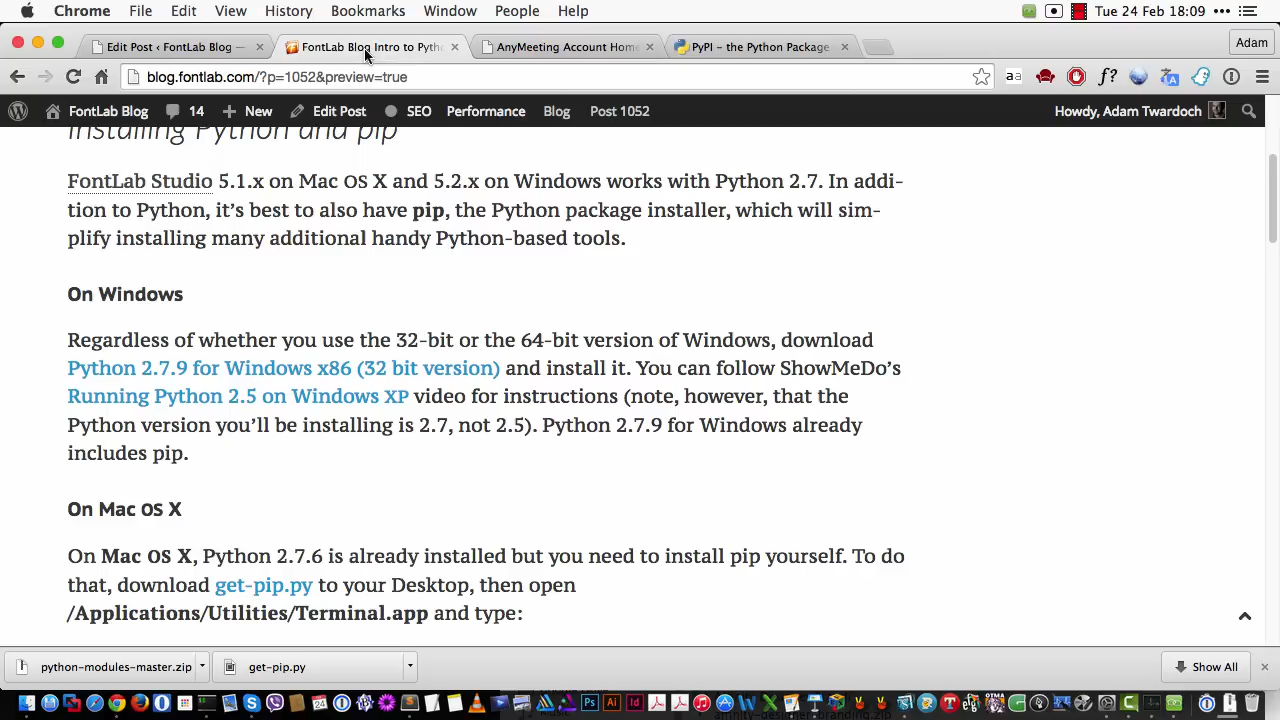 Chrome File Edit View History Bookmarks Window People Help Tue 24 Feb 18:09
Edit Post ‹ FontLab Blog — FontLab Blog Intro to Pyth AnyMeeting Account Hom PyPI – the Python Package Adam
blog.fontlab.com/?p=1052&preview=true
FontLab Blog 14 New Edit Post SEO Performance Blog Post 1052 Howdy, Adam Twardoch
Installing Python and pip
FontLab Studio 5.1.x on Mac OS X and 5.2.x on Windows works with Python 2.7. In addi-
tion to Python, it’s best to also have pip, the Python package installer, which will sim-
plify installing many additional handy Python-based tools.
On Windows
Regardless of whether you use the 32-bit or the 64-bit version of Windows, download
Python 2.7.9 for Windows x86 (32 bit version) and install it. You can follow ShowMeDo’s
Running Python 2.5 on Windows XP video for instructions (note, however, that the
Python version you’ll be installing is 2.7, not 2.5). Python 2.7.9 for Windows already
includes pip.
On Mac OS X
On Mac OS X, Python 2.7.6 is already installed but you need to install pip yourself. To do
that, download get-pip.py to your Desktop, then open
/Applications/Utilities/Terminal.app and type:
python-modules-master.zip get-pip.py Show All